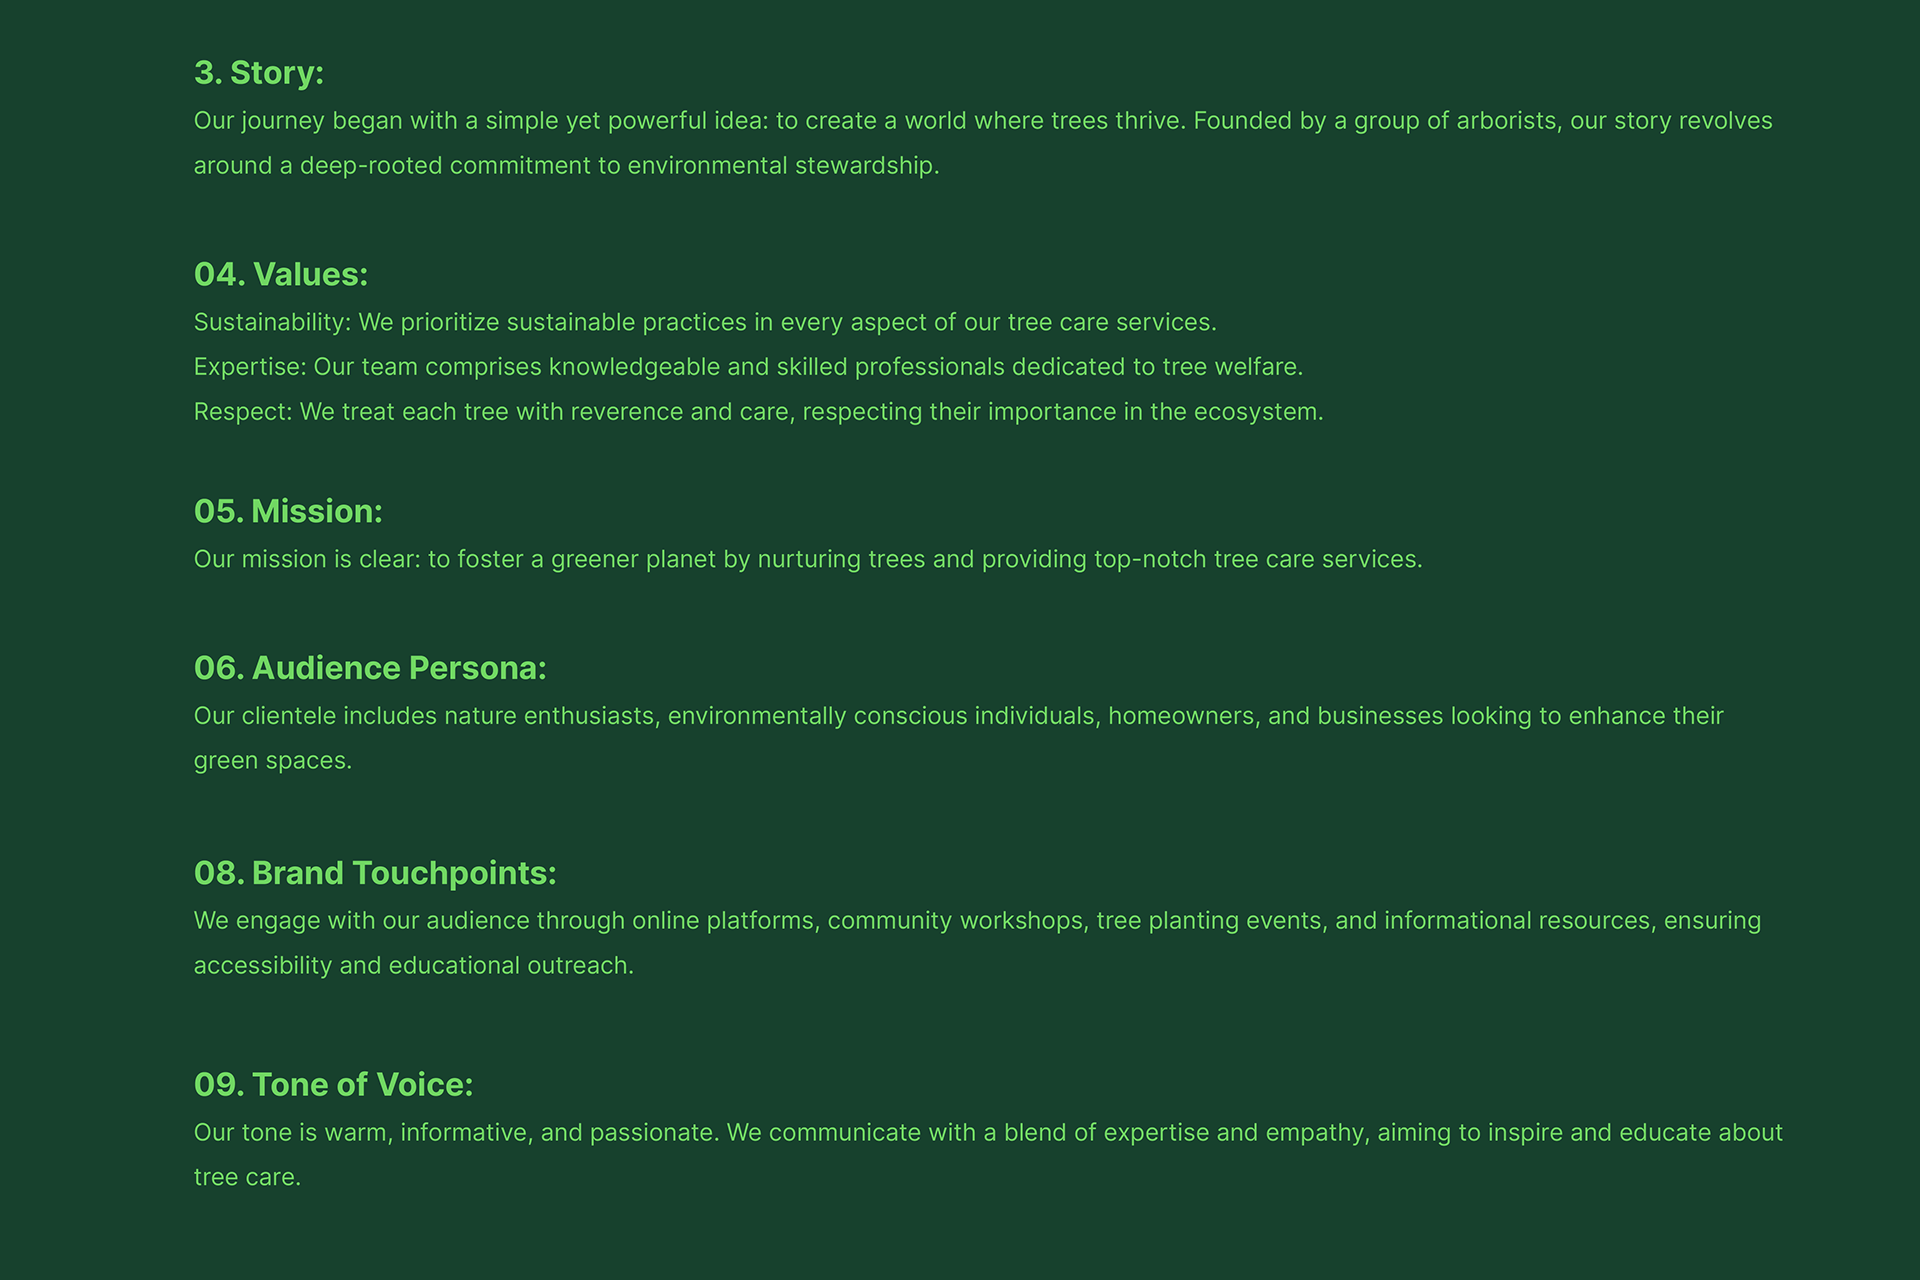 3. Story:
Our journey began with a simple yet powerful idea: to create a world where trees thrive. Founded by a group of arborists, our story revolves
around a deep-rooted commitment to environmental stewardship.
04. Values:
Sustainability: We prioritize sustainable practices in every aspect of our tree care services.
Expertise: Our team comprises knowledgeable and skilled professionals dedicated to tree welfare.
Respect: We treat each tree with reverence and care, respecting their importance in the ecosystem.
05. Mission:
Our mission is clear: to foster a greener planet by nurturing trees and providing top-notch tree care services.
06. Audience Persona:
Our clientele includes nature enthusiasts, environmentally conscious individuals, homeowners, and businesses looking to enhance their
green spaces.
08. Brand Touchpoints:
We engage with our audience through online platforms, community workshops, tree planting events, and informational resources, ensuring
accessibility and educational outreach.
09. Tone of Voice:
Our tone is warm, informative, and passionate. We communicate with a blend of expertise and empathy, aiming to inspire and educate about
tree care.